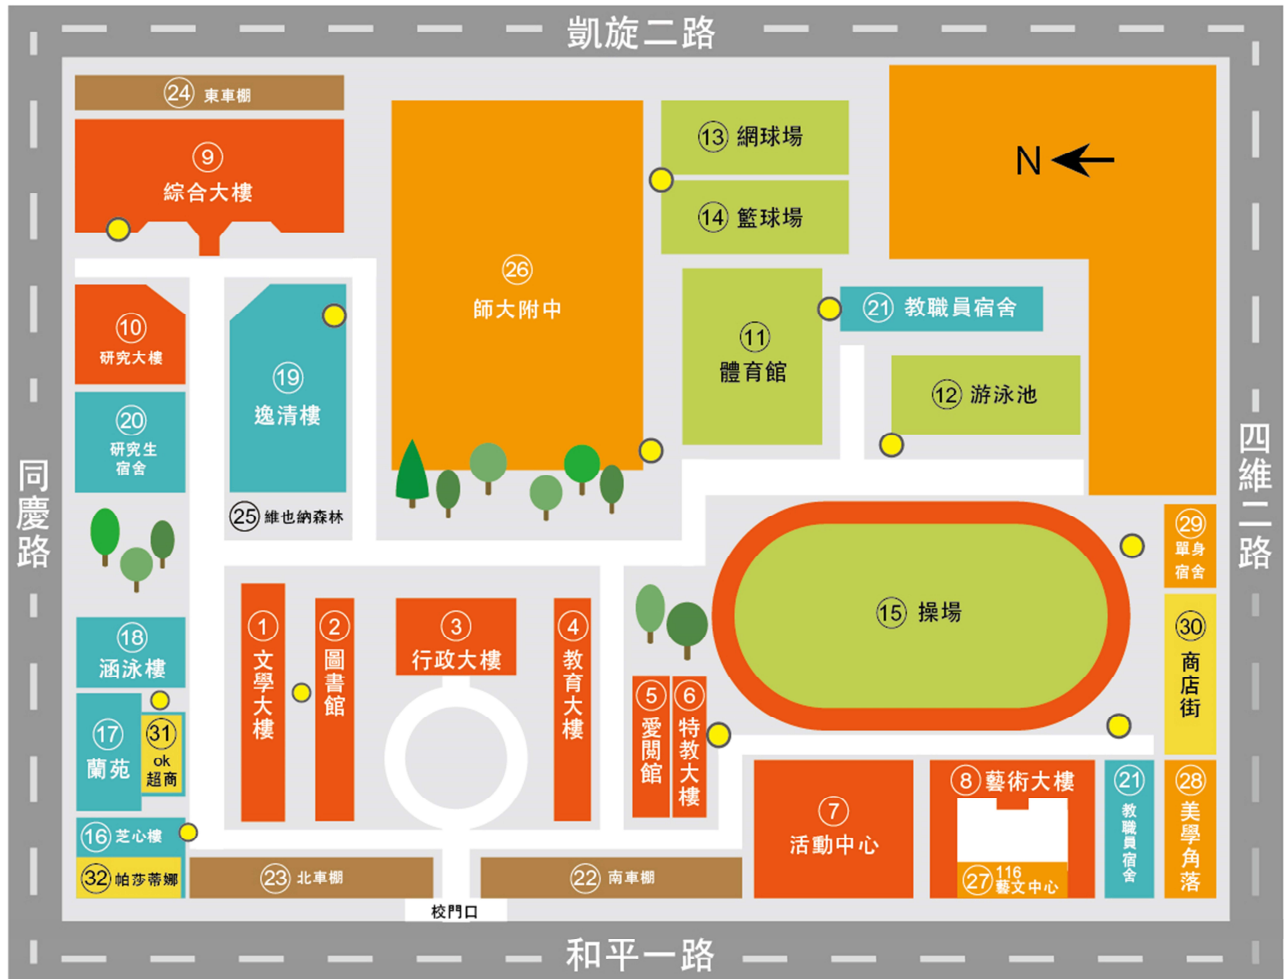 凱旋二路
24 東車棚
9
綜合大樓
13 網球場
14 籃球場
N
26
師大附中
21 教職員宿舍
11
體育館
12 游泳池
10
研究大樓
19
逸清樓
20
研究生
宿舍
25 維也納森林
同慶路
四維二路
29
單身
宿舍
15 操場
30
商店街
1
文學大樓
2
圖書館
3
行政大樓
4
教育大樓
18
涵泳樓
5
愛閱館
6
特教大樓
17
蘭苑
31
ok
超商
7
活動中心
8 藝術大樓
27 116
藝文中心
21
教職員宿舍
28
美學角落
16 芝心樓
32 帕莎蒂娜
23 北車棚
22 南車棚
校門口
和平一路